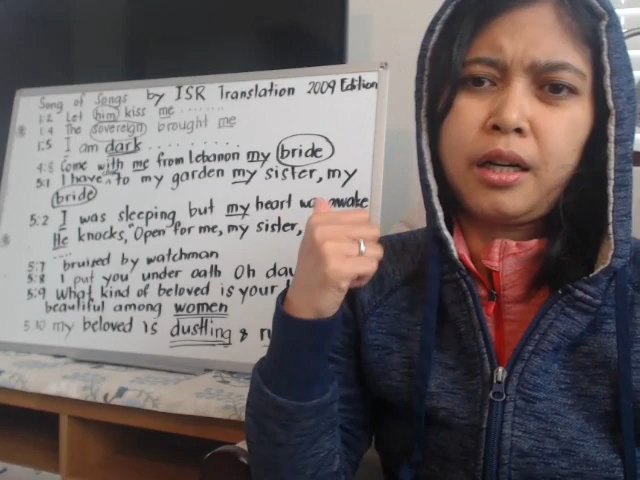 Song of Songs by ISR Translation 2009 Edition
1:2 Let him kiss me ........
1:4 The sovereign brought me
1:5 I am dark ........
4:8 Come with me from Lebanon my bride
5:1 I have to my garden my sister, my
bride
5:2 I was sleeping, but my heart was awake
He knocks, "Open for me, my sister,
5:7 .... bruised by watchman
5:8 I put you under oath Oh dau
5:9 What kind of beloved is your
beautiful among women
5:10 my beloved is dustling &